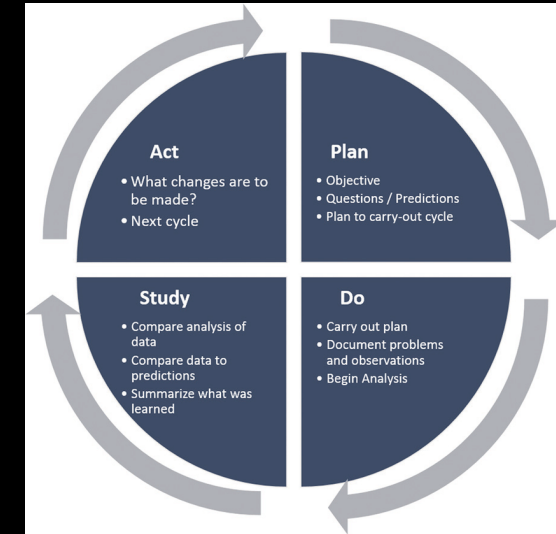 Act
• What changes are to
be made?
• Next cycle
Plan
• Objective
• Questions / Predictions
• Plan to carry-out cycle
Study
• Compare analysis of
data
• Compare data to
predictions
• Summarize what was
learned
Do
• Carry out plan
• Document problems
and observations
• Begin Analysis